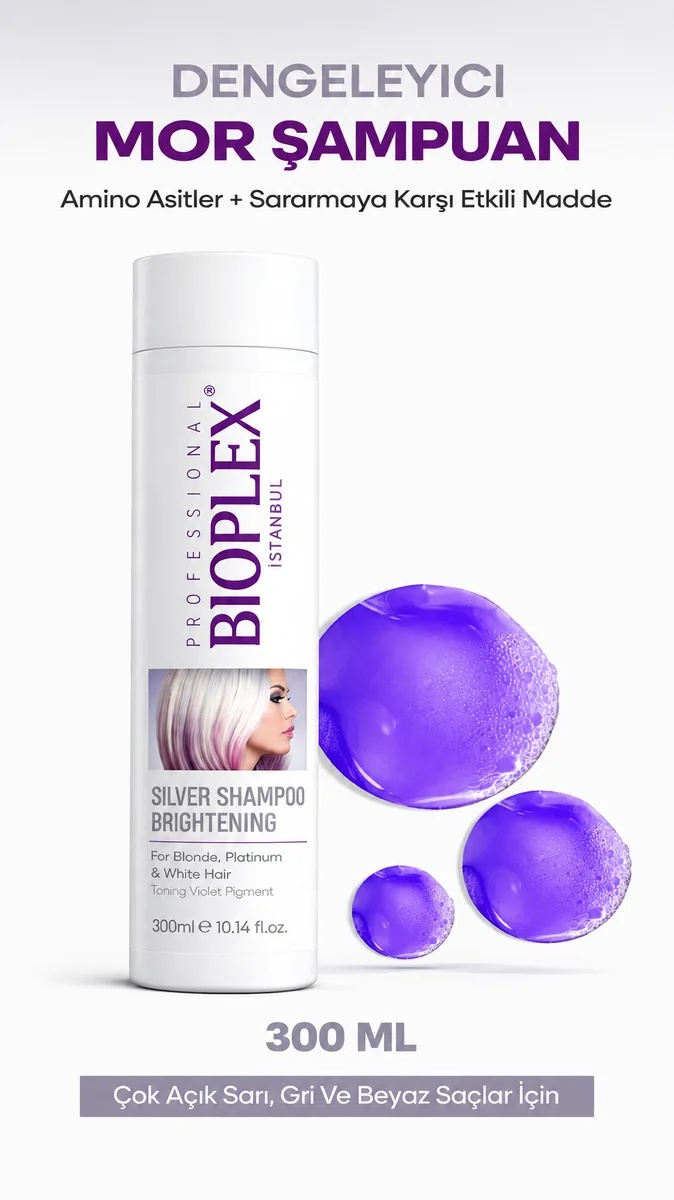 DENGELEYICI
MOR ŞAMPUAN
Amino Asitler + Sararmaya Karşı Etkili Madde
PROFESSIONAL
BIOPLEX®
İSTANBUL
SILVER SHAMPOO
BRIGHTENING
For Blonde, Platinum
& White Hair
Toning Violet Pigment
300ml ℮ 10.14 fl.oz.
300 ML
Çok Açık Sarı, Gri Ve Beyaz Saçlar İçin